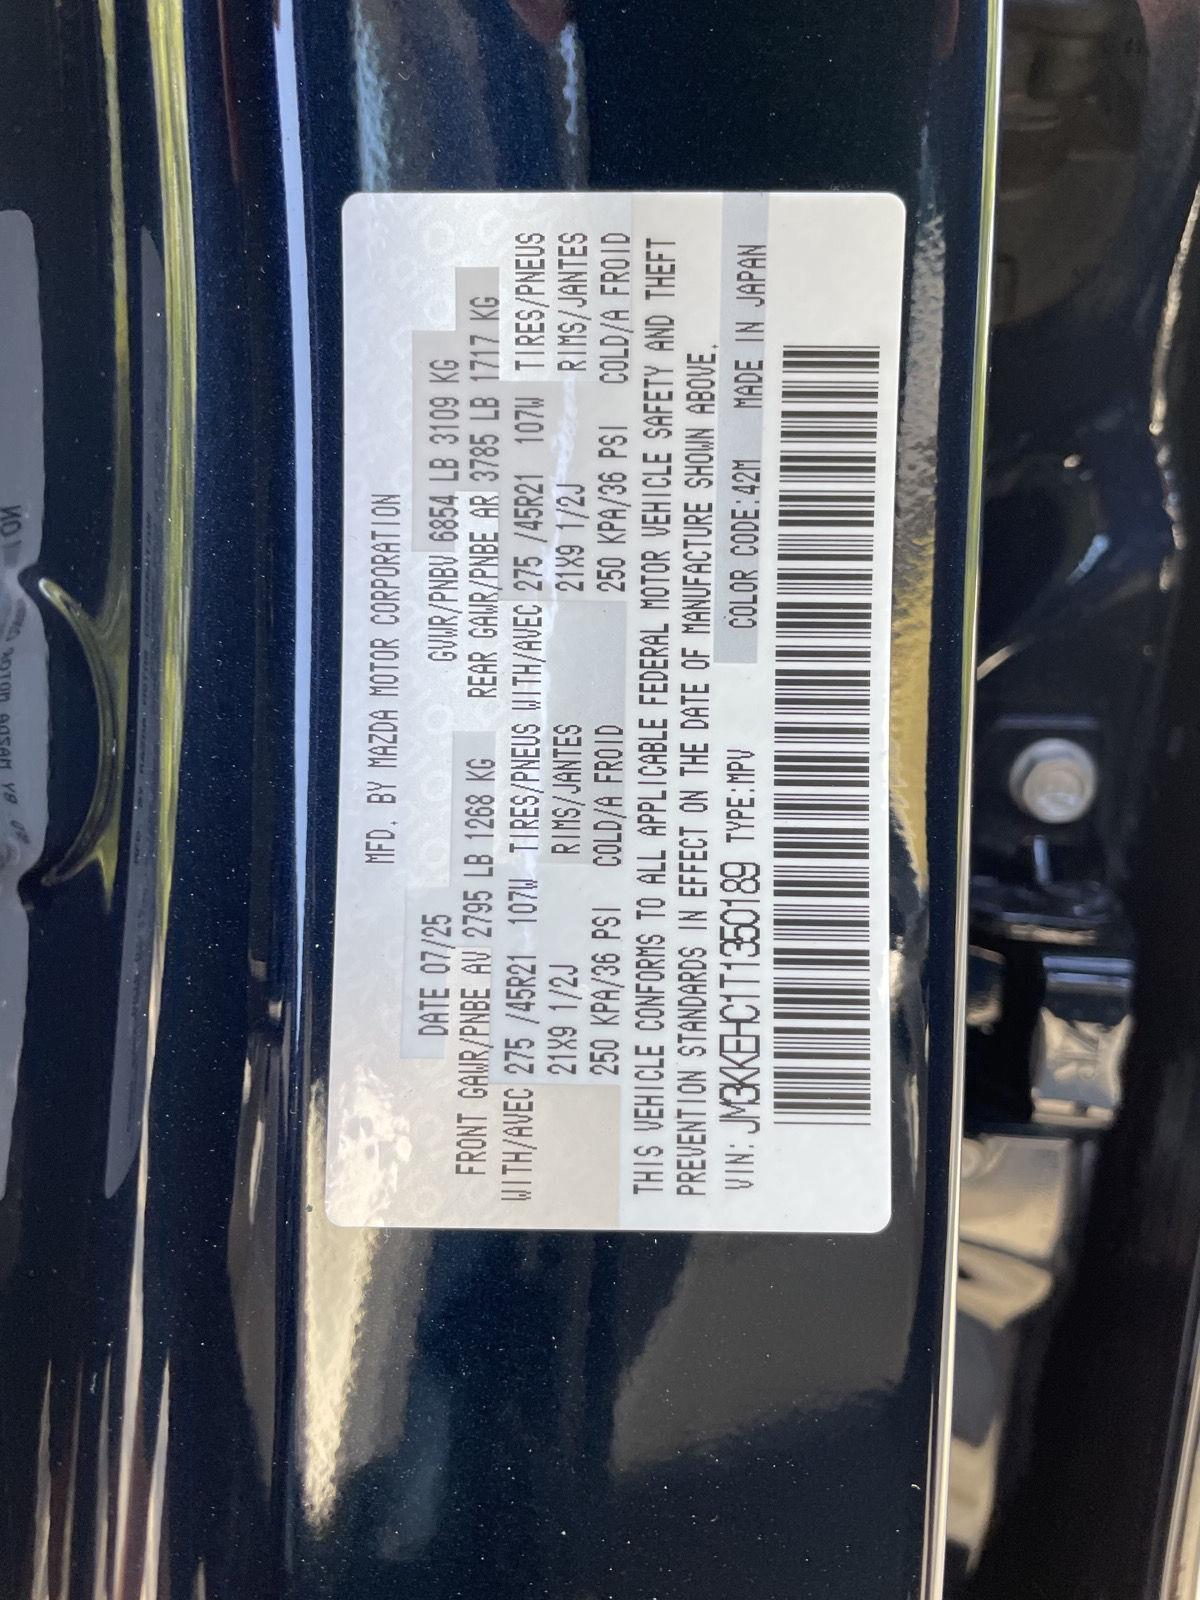 MFD. BY MAZDA MOTOR CORPORATION
DATE 07/25 GVWR/PNBV 6854 LB 3109 KG
FRONT GAWR/PNBE AV 2795 LB 1268 KG REAR GAWR/PNBE AR 3785 LB 1717 KG
WITH/AVEC 275 /45R21 107W TIRES/PNEUS WITH/AVEC 275 /45R21 107W TIRES/PNEUS
21X9 1/2J RIMS/JANTES 21X9 1/2J RIMS/JANTES
250 KPA/36 PSI COLD/A FROID 250 KPA/36 PSI COLD/A FROID
THIS VEHICLE CONFORMS TO ALL APPLICABLE FEDERAL MOTOR VEHICLE SAFETY AND THEFT
PREVENTION STANDARDS IN EFFECT ON THE DATE OF MANUFACTURE SHOWN ABOVE.
VIN: JM3KKEHC1T1350189 TYPE:MPV COLOR CODE:42M MADE IN JAPAN